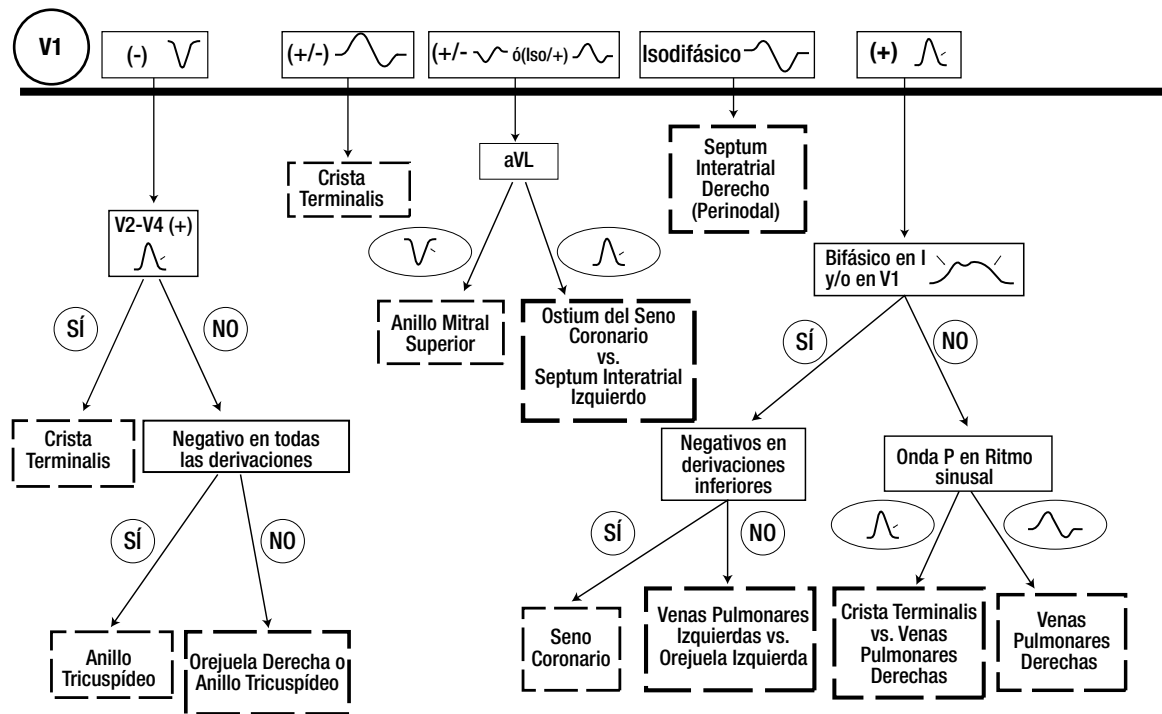 V1
(-)
(+/-)
(+/-
ó(Iso/+)
Isodifásico
(+)
Crista
Terminalis
aVL
Septum
Interatrial
Derecho
(Perinodal)
V2-V4 (+)
Bifásico en I
y/o en V1
Anillo Mitral
Superior
Ostium del Seno
Coronario
vs.
Septum Interatrial
Izquierdo
SÍ
NO
SÍ
NO
Crista
Terminalis
Negativo en todas
las derivaciones
Negativos en
derivaciones
inferiores
Onda P en Ritmo
sinusal
SÍ
NO
SÍ
NO
Anillo
Tricuspídeo
Orejuela Derecha o
Anillo Tricuspídeo
Seno
Coronario
Venas Pulmonares
Izquierdas vs.
Orejuela Izquierda
Crista Terminalis
vs. Venas
Pulmonares
Derechas
Venas
Pulmonares
Derechas